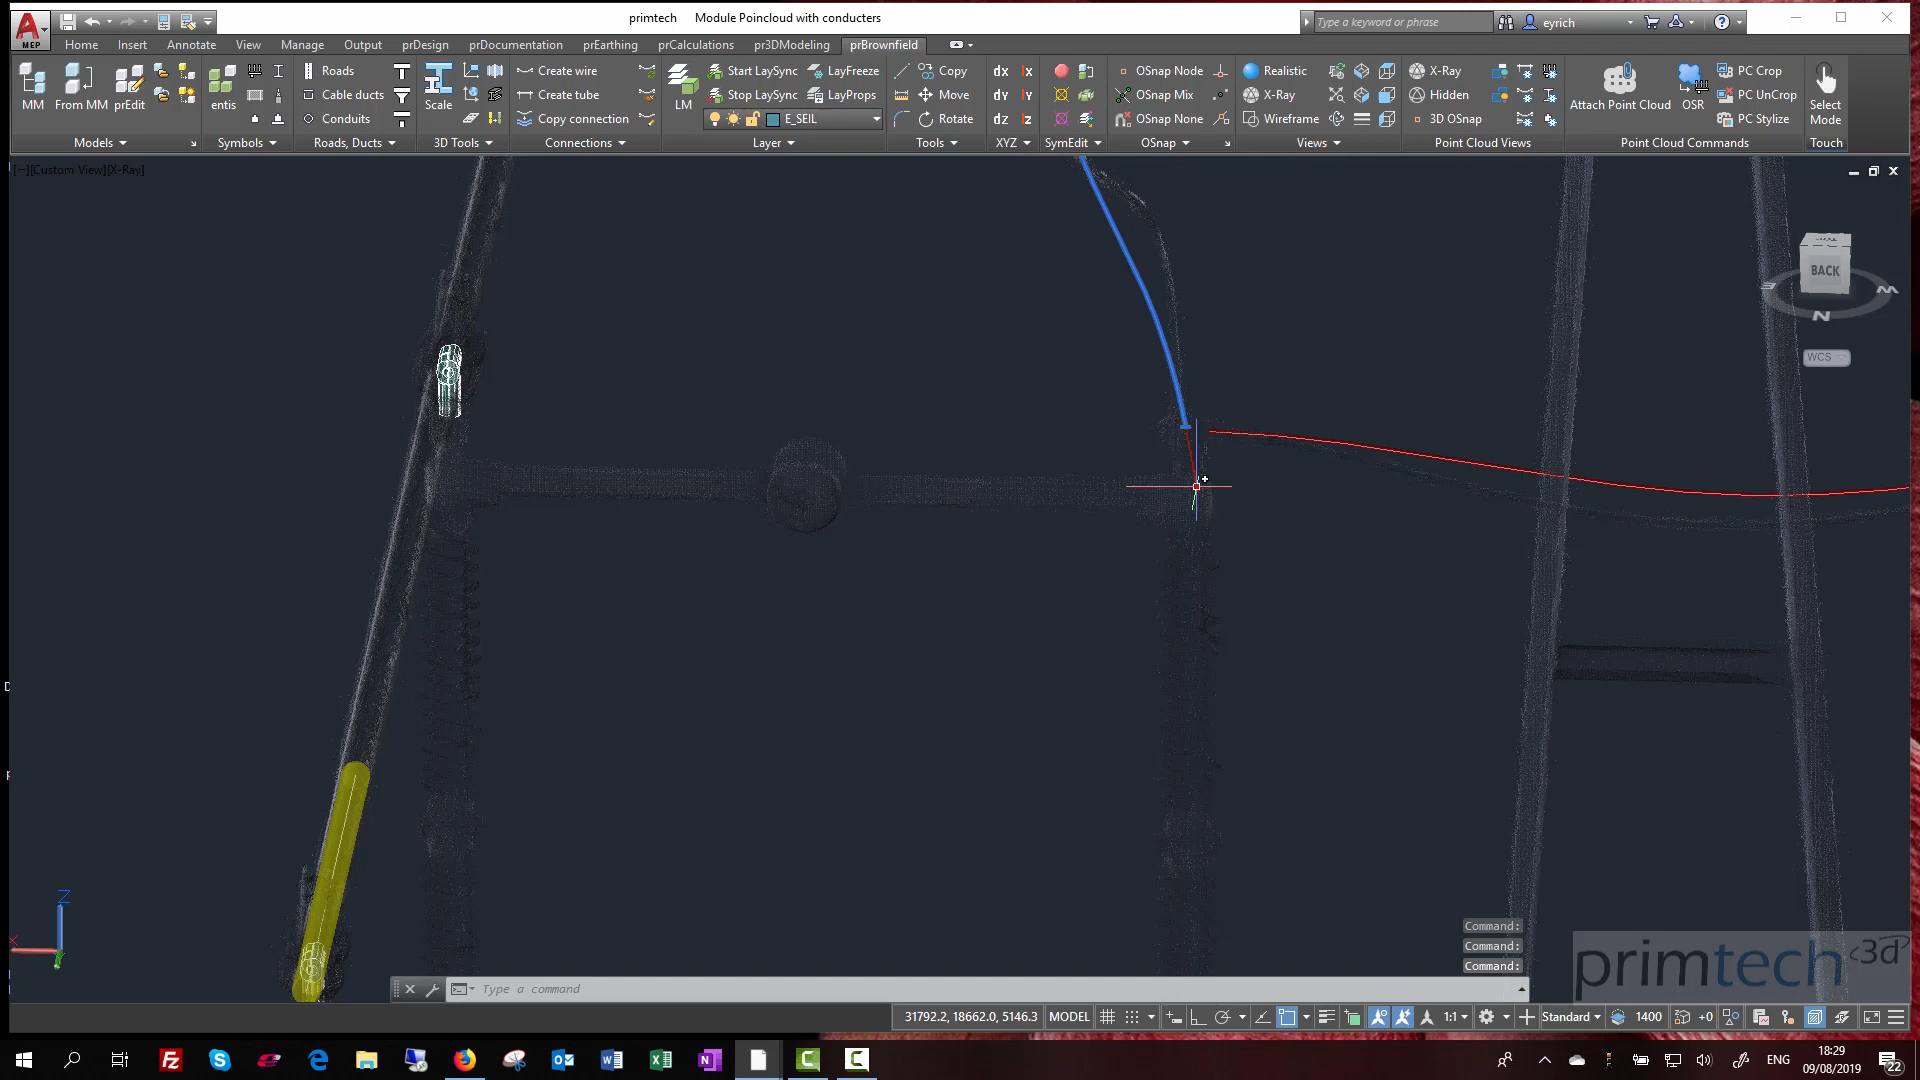 primtech Module Poincloud with conducters
Type a keyword or phrase
eyrich
MEP
Home Insert Annotate View Manage Output prDesign prDocumentation prEarthing prCalculations pr3DModeling prBrownfield
MM
From MM
prEdit
entis
Roads
Cable ducts
Conduits
Scale
Create wire
Create tube
Copy connection
LM
Start LaySync
LayFreeze
Stop LaySync
LayProps
E_SEIL
Copy
Move
Rotate
dx
lx
dY
lY
dz
lz
OSnap Node
OSnap Mix
OSnap None
Realistic
X-Ray
Wireframe
X-Ray
Hidden
3D OSnap
Attach Point Cloud
OSR
PC Crop
PC UnCrop
PC Stylize
Select
Mode
Models
Symbols
Roads, Ducts
3D Tools
Connections
Layer
Tools
XYZ
SymEdit
OSnap
Views
Point Cloud Views
Point Cloud Commands
Touch
[−][Custom View][X-Ray]
BACK
N
WCS
Z
X
Y
Command:
Command:
Command:
primtech 3d
Type a command
31792.2, 18662.0, 5146.3 MODEL
1:1
Standard
1400
+0
ENG
18:29
09/08/2019
22